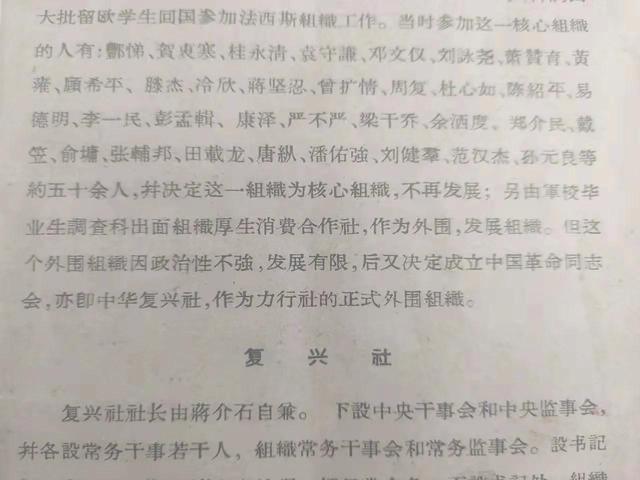 大批留欧学生回国参加法西斯組織工作。当时参加这一核心組織
的人有：酆悌、賀衷寒、桂永清、袁守謙、邓文仪、刘詠尧、萧贊育、黄
雍、顧希平、滕杰、冷欣、蔣坚忍、曾扩情、周复、杜心如、陈紹平、易
德明、李一民、彭孟緝、康泽、严不严、梁干乔、余洒度、郑介民、戴
笠、俞墉、张輔邦、田載龙、唐縱、潘佑強、刘健羣、范汉杰、孙元良等
約五十余人，幷决定这一組織为核心組織，不再发展；另由軍校毕
业生調查科出面組織厚生消費合作社，作为外围，发展組織。但这
个外围組織因政治性不強，发展有限，后又决定成立中国革命同志
会，亦卽中华复兴社，作为力行社的正式外围組織。
复兴社
复兴社社长由蔣介石自兼。下設中央干事会和中央监事会，
幷各設常务干事若干人，組織常务干事会和常务监事会。設书記